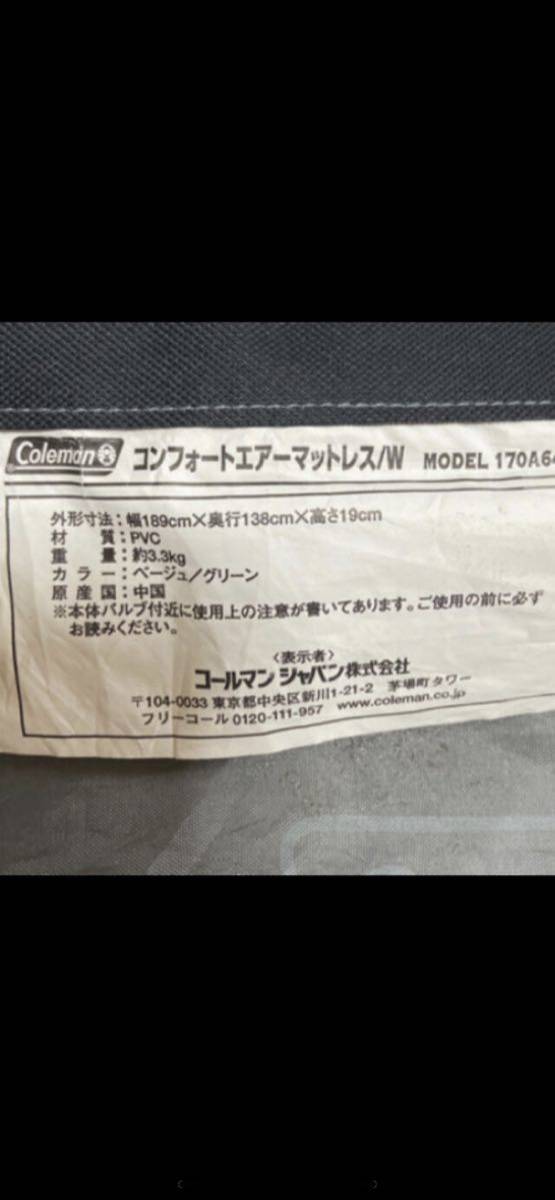 Coleman コンフォートエアーマットレス/W MODEL 170A64
外形寸法：幅189cm×奥行138cm×高さ19cm
材　　質：PVC
重　　量：約3.3kg
カ ラ ー：ベージュ／グリーン
原 産 国：中国
※本体バルブ付近に使用上の注意が書いてあります。ご使用の前に必ず
お読みください。
〈表示者〉
コールマン ジャパン株式会社
〒104-0033 東京都中央区新川1-21-2 茅場町タワー
フリーコール 0120-111-957 www.coleman.co.jp